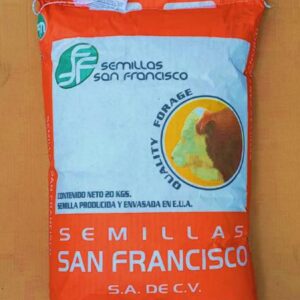 SEMILLAS
SAN FRANCISCO
QUALITY FORAGE
CONTENIDO NETO 20 KGS.
SEMILLA PRODUCIDA Y ENVASADA EN E.U.A.
SEMILLAS
SAN FRANCISCO
S.A. DE C.V.